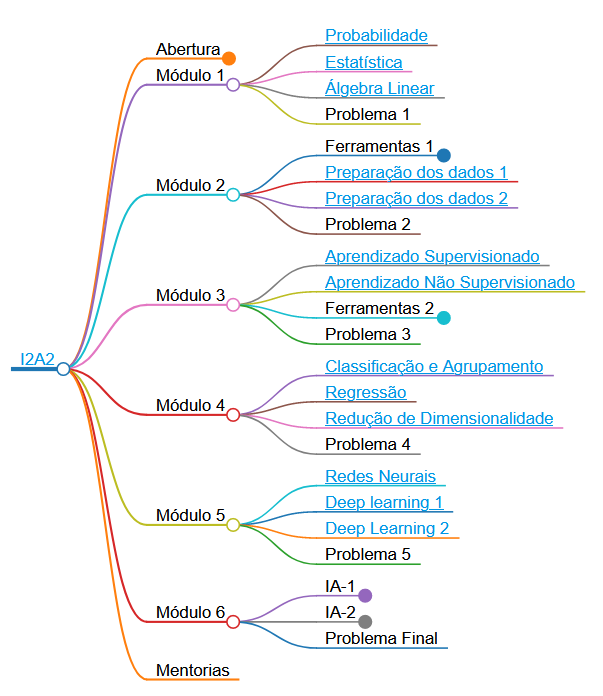 I2A2
Abertura
Módulo 1
Probabilidade
Estatística
Álgebra Linear
Problema 1
Módulo 2
Ferramentas 1
Preparação dos dados 1
Preparação dos dados 2
Problema 2
Módulo 3
Aprendizado Supervisionado
Aprendizado Não Supervisionado
Ferramentas 2
Problema 3
Módulo 4
Classificação e Agrupamento
Regressão
Redução de Dimensionalidade
Problema 4
Módulo 5
Redes Neurais
Deep learning 1
Deep Learning 2
Problema 5
Módulo 6
IA-1
IA-2
Problema Final
Mentorias